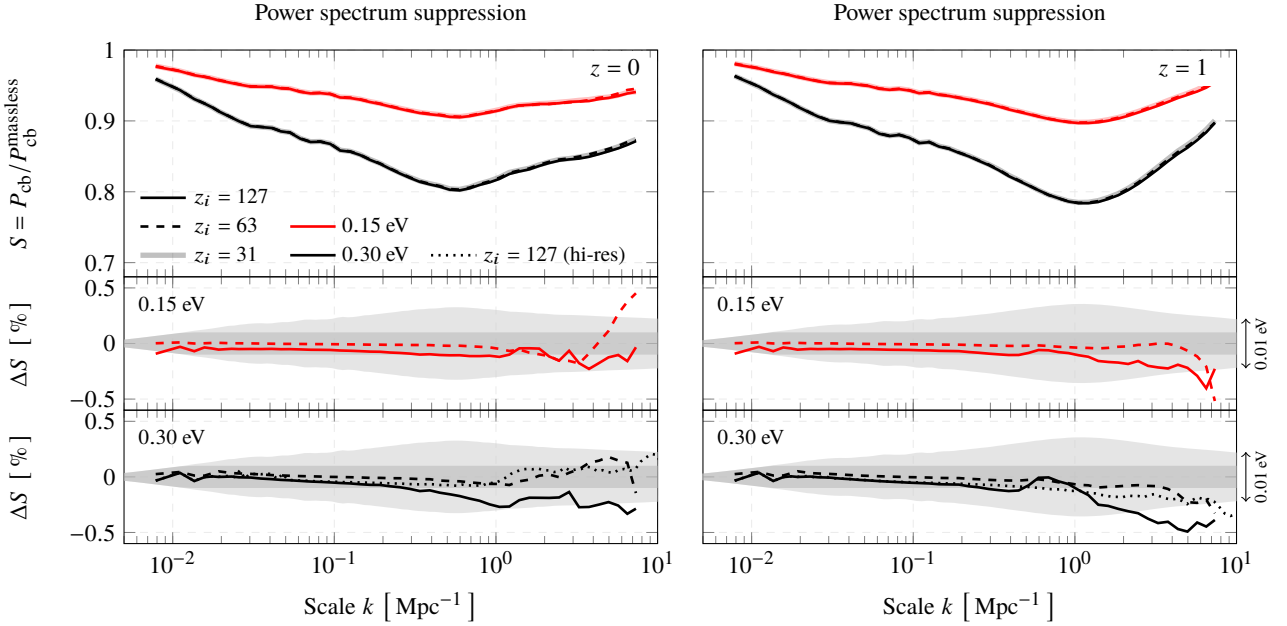 Power spectrum suppression
Power spectrum suppression
1
0.9
0.8
0.7
S = P_cb/P_cb^massless
z = 0
z = 1
z_i = 127
z_i = 63
z_i = 31
0.15 eV
0.30 eV
z_i = 127 (hi-res)
0.5
0
−0.5
ΔS [ % ]
0.15 eV
0.15 eV
0.01 eV
0.5
0
−0.5
ΔS [ % ]
0.30 eV
0.30 eV
0.01 eV
10^−2
10^−1
10^0
10^1
10^−2
10^−1
10^0
10^1
Scale k [ Mpc^−1 ]
Scale k [ Mpc^−1 ]